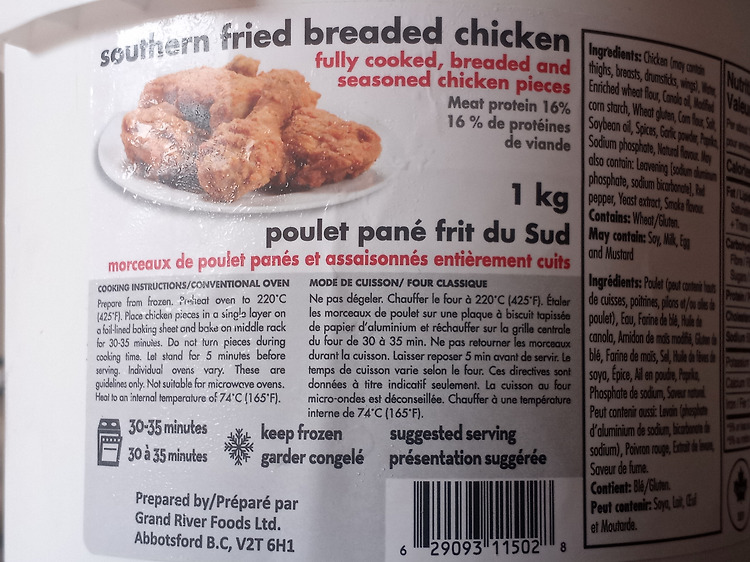 southern fried breaded chicken
fully cooked, breaded and
seasoned chicken pieces
Meat protein 16%
16 % de protéines
de viande
1 kg
poulet pané frit du Sud
morceaux de poulet panés et assaisonnés entièrement cuits
COOKING INSTRUCTIONS/CONVENTIONAL OVEN
Prepare from frozen. Preheat oven to 220°C
(425°F). Place chicken pieces in a single layer on
a foil-lined baking sheet and bake on middle rack
for 30-35 minutes. Do not turn pieces during
cooking time. Let stand for 5 minutes before
serving. Individual ovens vary. These are
guidelines only. Not suitable for microwave ovens.
Heat to an internal temperature of 74°C (165°F).
MODE DE CUISSON/ FOUR CLASSIQUE
Ne pas dégeler. Chauffer le four à 220°C (425°F). Étaler
les morceaux de poulet sur une plaque à biscuit tapissée
de papier d'aluminium et réchauffer sur la grille centrale
du four de 30 à 35 min. Ne pas retourner les morceaux
durant la cuisson. Laisser reposer 5 min avant de servir. Le
temps de cuisson varie selon le four. Ces directives sont
données à titre indicatif seulement. La cuisson au four
micro-ondes est déconseillée. Chauffer à une température
interne de 74°C (165°F).
30-35 minutes
30 à 35 minutes
keep frozen
garder congelé
suggested serving
présentation suggérée
Prepared by/Préparé par
Grand River Foods Ltd.
Abbotsford B.C, V2T 6H1
6 29093 11502 8
Ingredients: Chicken (may contain
thighs, breasts, drumsticks, wings), Water,
Enriched wheat flour, Canola oil, Modified
corn starch, Wheat gluten, Corn flour, Salt,
Soybean oil, Spices, Garlic powder, Paprika,
Sodium phosphate, Natural flavour. May
also contain: Leavening (sodium aluminum
phosphate, sodium bicarbonate), Red
pepper, Yeast extract, Smoke flavour.
Contains: Wheat/Gluten.
May contain: Soy, Milk, Egg
and Mustard
Ingrédients: Poulet (peut contenir hauts
de cuisses, poitrines, pilons et/ou ailes de
poulet), Eau, Farine de blé, Huile de
canola, Amidon de maïs modifié, Gluten de
blé, Farine de maïs, Sel, Huile de fèves de
soya, Épice, Ail en poudre, Paprika,
Phosphate de sodium, Saveur naturel.
Peut contenir aussi: Levain (phosphate
d'aluminium de sodium, bicarbonate de
sodium), Poivron rouge, Extrait de levure,
Saveur de fume.
Contient: Blé/Gluten.
Peut contenir: Soya, Lait, Œuf
et Moutarde.